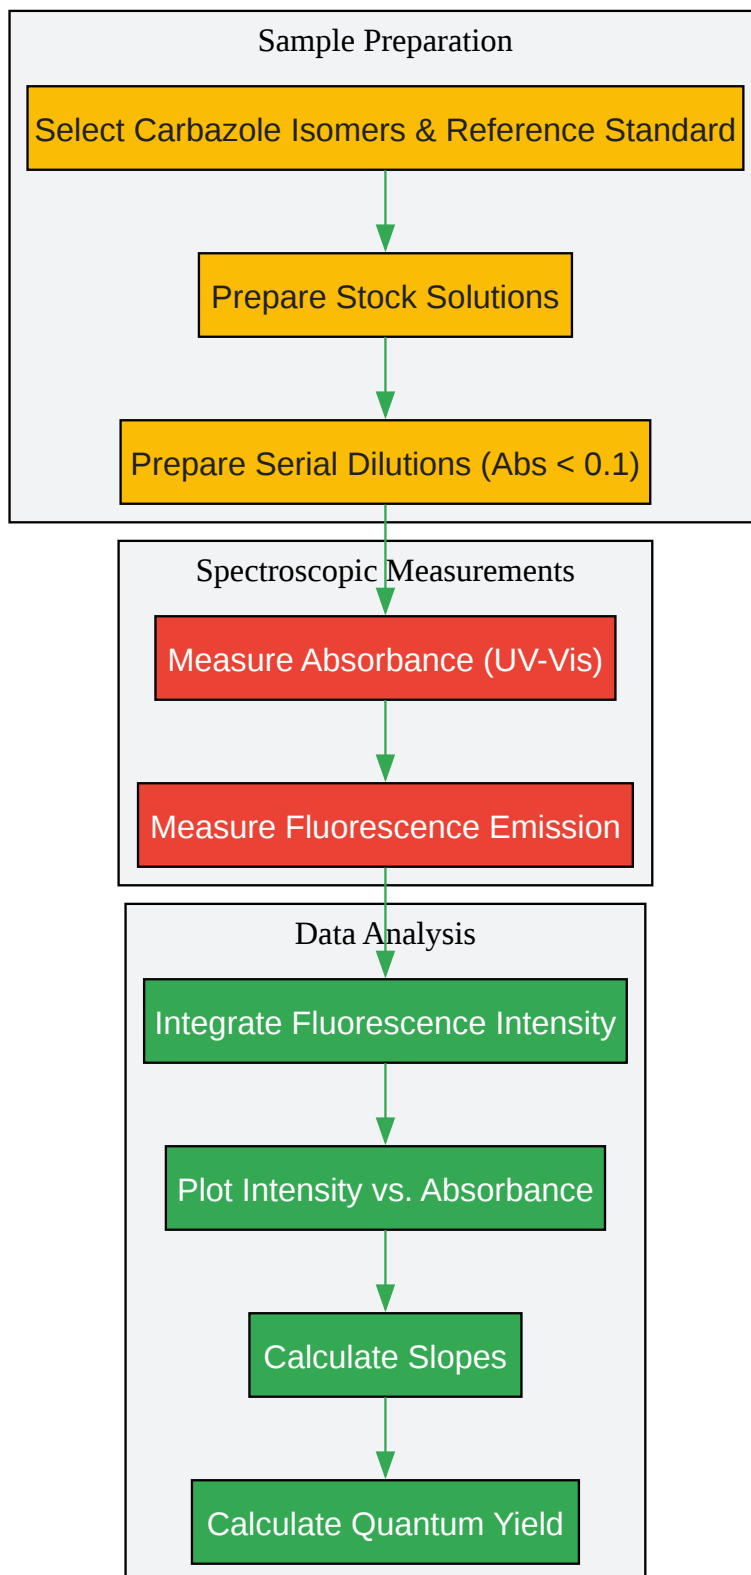 Sample Preparation
Select Carbazole Isomers & Reference Standard
Prepare Stock Solutions
Prepare Serial Dilutions (Abs < 0.1)
Spectroscopic Measurements
Measure Absorbance (UV-Vis)
Measure Fluorescence Emission
Data Analysis
Integrate Fluorescence Intensity
Plot Intensity vs. Absorbance
Calculate Slopes
Calculate Quantum Yield